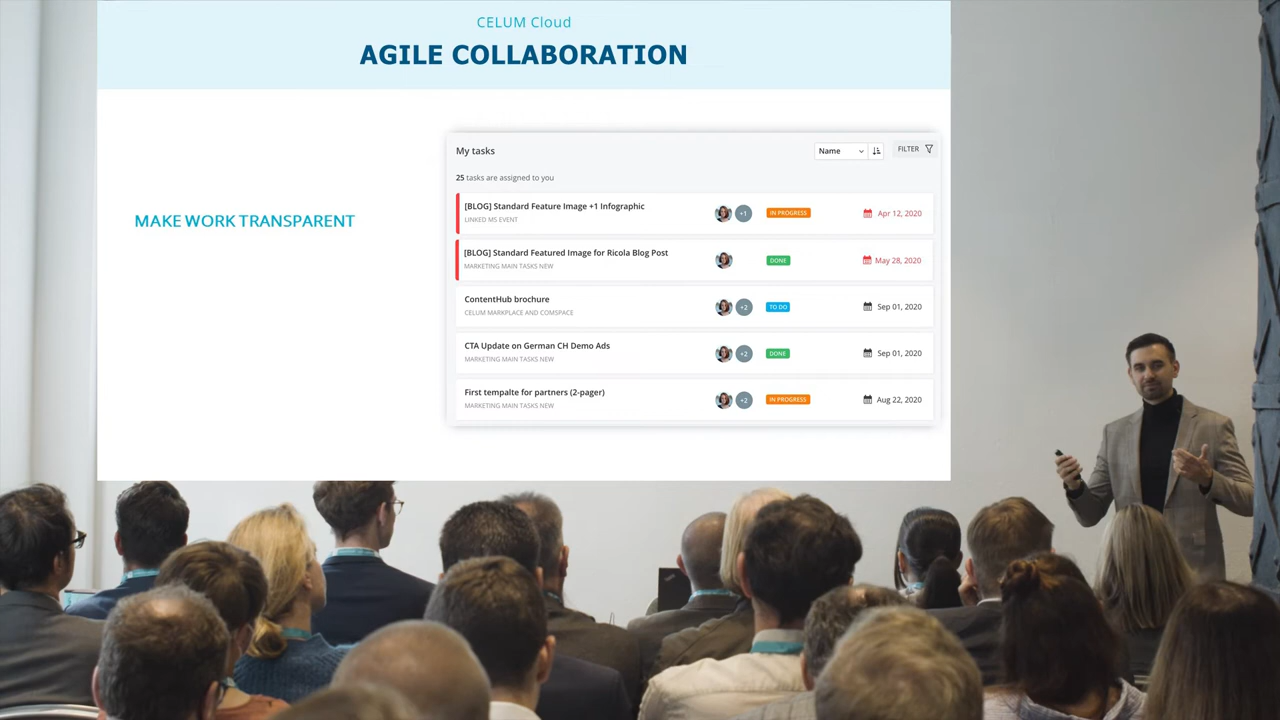 CELUM Cloud
AGILE COLLABORATION
MAKE WORK TRANSPARENT
My tasks
Name
FILTER
25 tasks are assigned to you
[BLOG] Standard Feature Image +1 Infographic
LINKED MS EVENT
+1
IN PROGRESS
Apr 12, 2020
[BLOG] Standard Featured Image for Ricola Blog Post
MARKETING MAIN TASKS NEW
DONE
May 28, 2020
ContentHub brochure
CELUM MARKPLACE AND COMSPACE
+2
TO DO
Sep 01, 2020
CTA Update on German CH Demo Ads
MARKETING MAIN TASKS NEW
+2
DONE
Sep 01, 2020
First tempalte for partners (2-pager)
MARKETING MAIN TASKS NEW
+2
IN PROGRESS
Aug 22, 2020